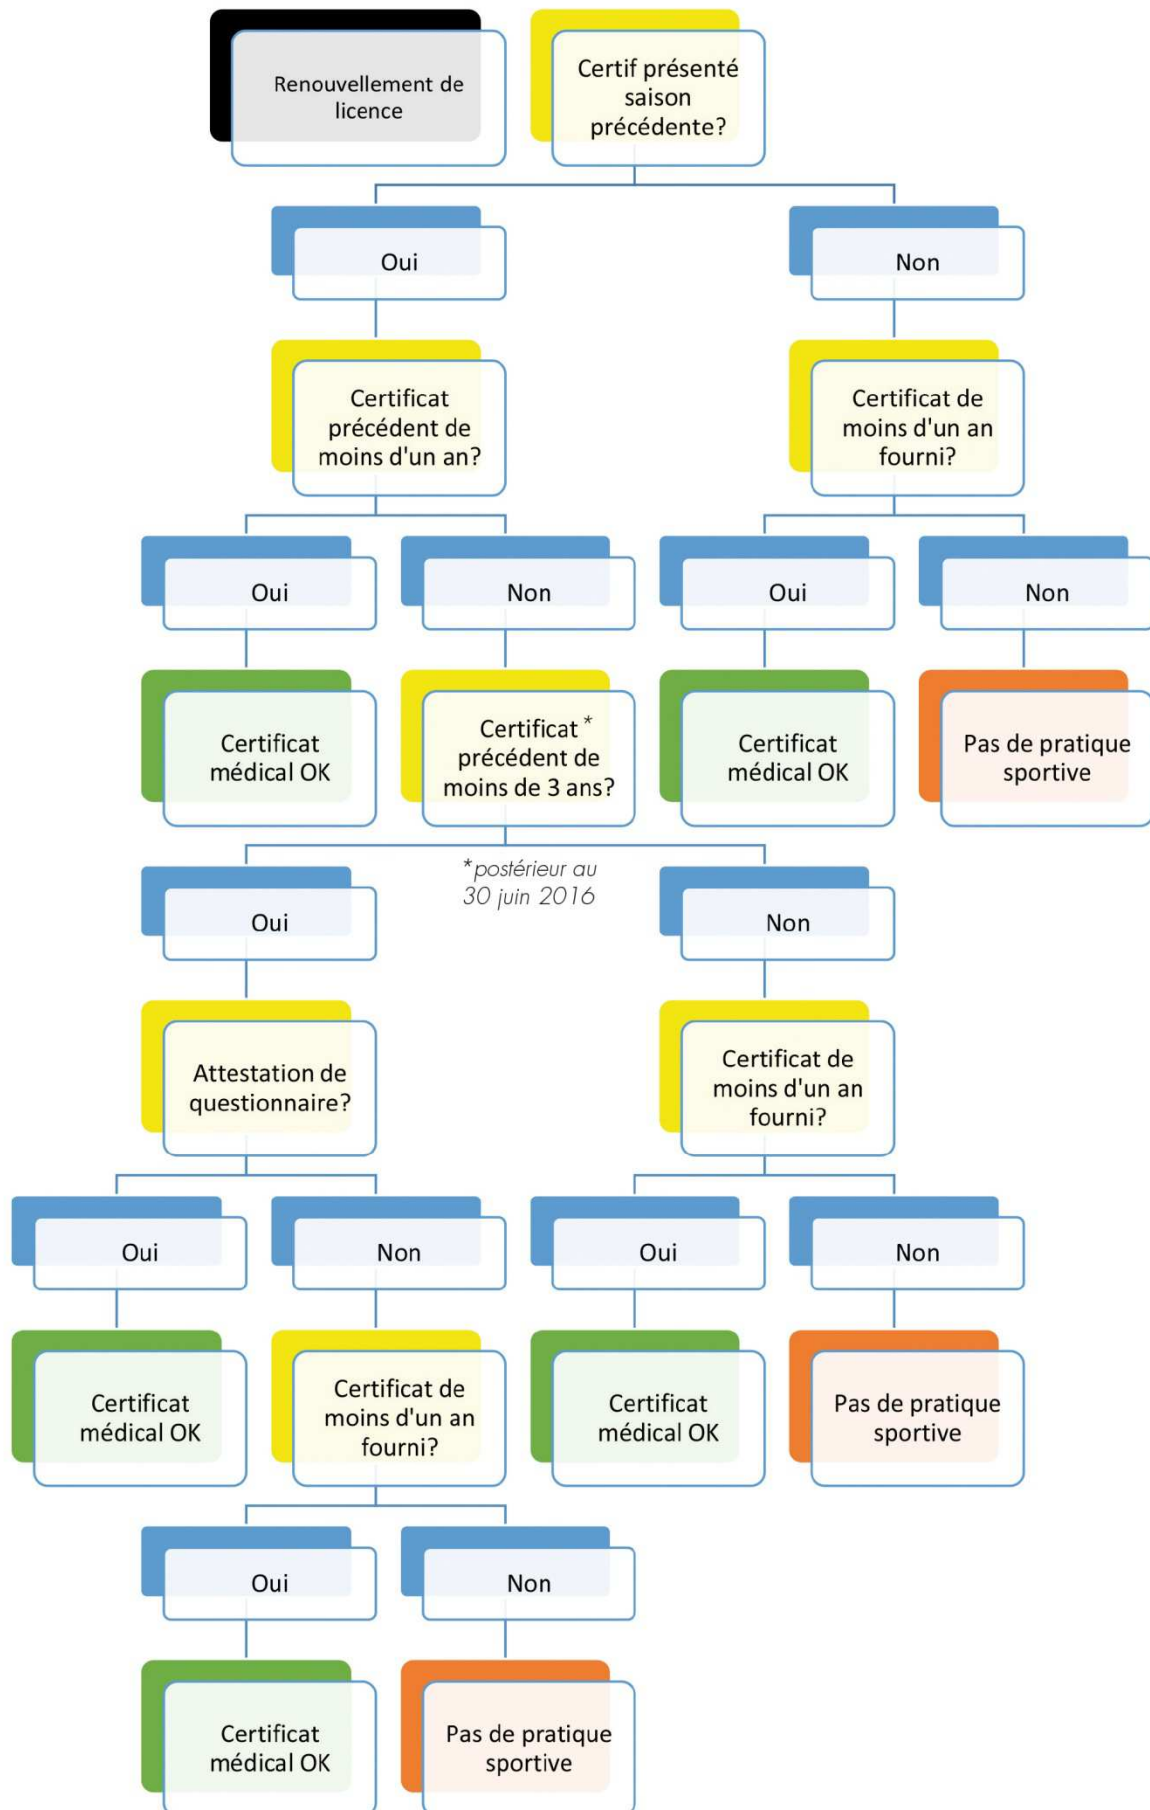 Renouvellement de
licence
Certif présenté
saison
précédente?
Oui
Non
Certificat
précédent de
moins d'un an?
Certificat de
moins d'un an
fourni?
Oui
Non
Oui
Non
Certificat
médical OK
Certificat *
précédent de
moins de 3 ans?
Certificat
médical OK
Pas de pratique
sportive
*postérieur au
30 juin 2016
Oui
Non
Attestation de
questionnaire?
Certificat de
moins d'un an
fourni?
Oui
Non
Oui
Non
Certificat
médical OK
Certificat de
moins d'un an
fourni?
Certificat
médical OK
Pas de pratique
sportive
Oui
Non
Certificat
médical OK
Pas de pratique
sportive